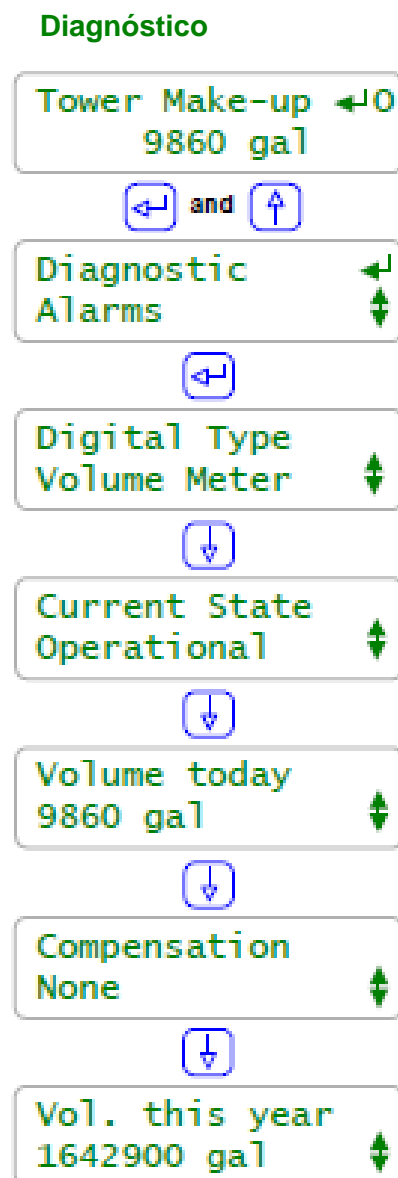 Diagnóstico
Tower Make-up ↵O
9860 gal
and
Diagnostic
Alarms
Digital Type
Volume Meter
Current State
Operational
Volume today
9860 gal
Compensation
None
Vol. this year
1642900 gal